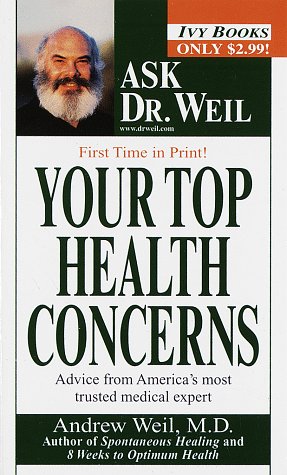 IVY BOOKS
ONLY $2.99!
ASK
DR. WEIL
www.drweil.com
First Time in Print!
YOUR TOP
HEALTH
CONCERNS
Advice from America's most
trusted medical expert
Andrew Weil, M.D.
Author of Spontaneous Healing and
8 Weeks to Optimum Health